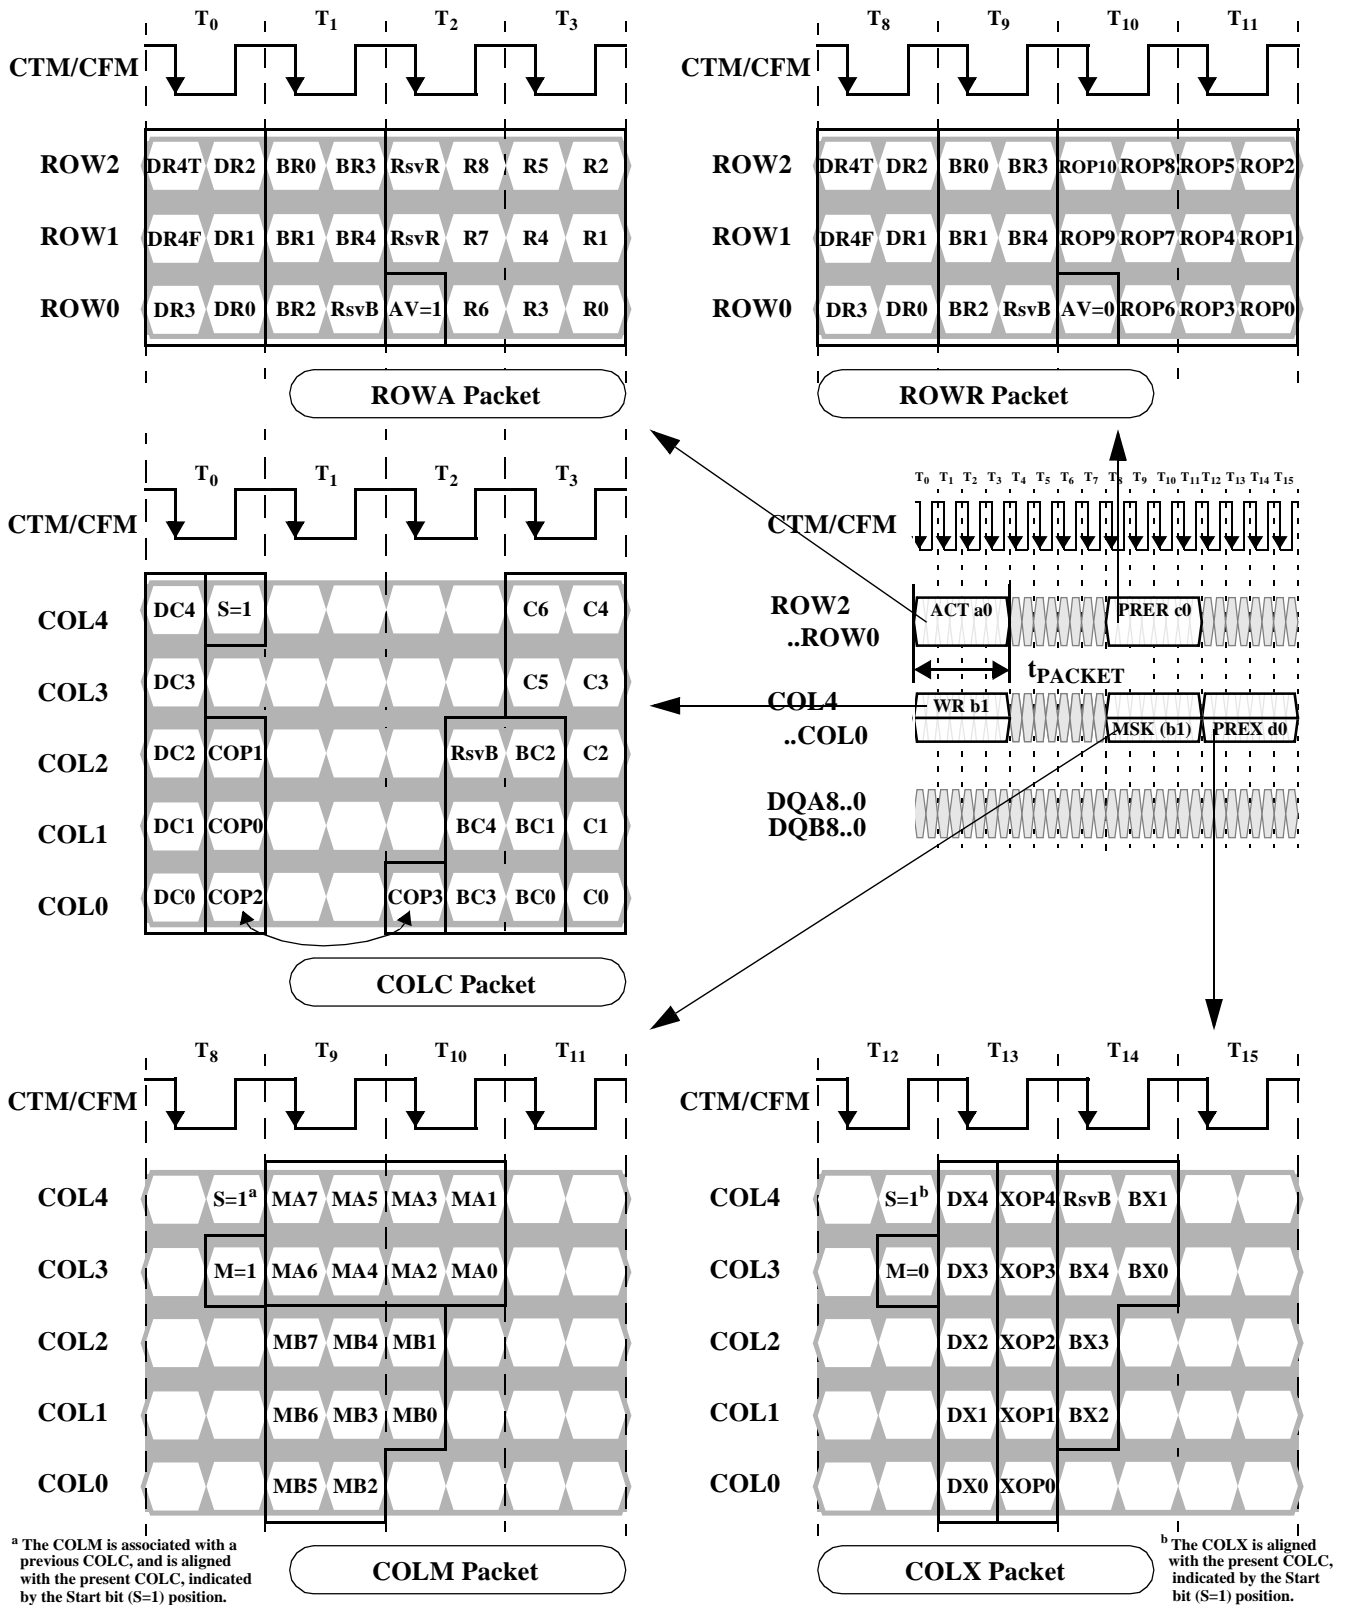 T0 T1 T2 T3
CTM/CFM
ROW2 DR4T DR2 BR0 BR3 RsvR R8 R5 R2
ROW1 DR4F DR1 BR1 BR4 RsvR R7 R4 R1
ROW0 DR3 DR0 BR2 RsvB AV=1 R6 R3 R0
ROWA Packet
T8 T9 T10 T11
CTM/CFM
ROW2 DR4T DR2 BR0 BR3 ROP10 ROP8 ROP5 ROP2
ROW1 DR4F DR1 BR1 BR4 ROP9 ROP7 ROP4 ROP1
ROW0 DR3 DR0 BR2 RsvB AV=0 ROP6 ROP3 ROP0
ROWR Packet
T0 T1 T2 T3
CTM/CFM
COL4 DC4 S=1 C6 C4
COL3 DC3 C5 C3
COL2 DC2 COP1 RsvB BC2 C2
COL1 DC1 COP0 BC4 BC1 C1
COL0 DC0 COP2 COP3 BC3 BC0 C0
COLC Packet
T0 T1 T2 T3 T4 T5 T6 T7 T8 T9 T10 T11 T12 T13 T14 T15
CTM/CFM
ROW2 ACT a0 PRER c0
..ROW0
tPACKET
COL4 WR b1
..COL0 MSK (b1) PREX d0
DQA8..0
DQB8..0
T8 T9 T10 T11
CTM/CFM
COL4 S=1a MA7 MA5 MA3 MA1
COL3 M=1 MA6 MA4 MA2 MA0
COL2 MB7 MB4 MB1
COL1 MB6 MB3 MB0
COL0 MB5 MB2
a The COLM is associated with a
previous COLC, and is aligned
with the present COLC, indicated
by the Start bit (S=1) position.
COLM Packet
T12 T13 T14 T15
CTM/CFM
COL4 S=1b DX4 XOP4 RsvB BX1
COL3 M=0 DX3 XOP3 BX4 BX0
COL2 DX2 XOP2 BX3
COL1 DX1 XOP1 BX2
COL0 DX0 XOP0
COLX Packet
b The COLX is aligned
with the present COLC,
indicated by the Start
bit (S=1) position.